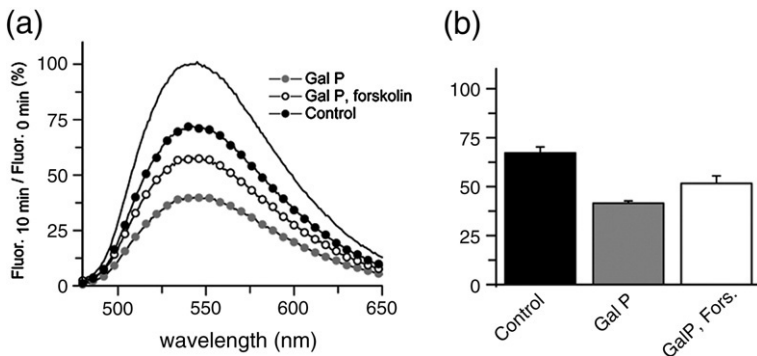 (a)
Fluor. 10 min / Fluor. 0 min (%)
100
75
50
25
0
500
550
600
650
wavelength (nm)
Gal P
Gal P, forskolin
Control
(b)
100
75
50
25
Control
Gal P
GalP, Fors.